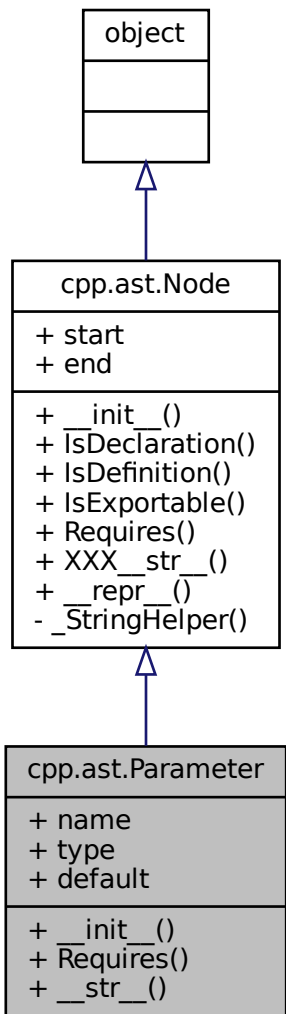 object
cpp.ast.Node
+ start
+ end
+ __init__()
+ IsDeclaration()
+ IsDefinition()
+ IsExportable()
+ Requires()
+ XXX__str__()
+ __repr__()
- _StringHelper()
cpp.ast.Parameter
+ name
+ type
+ default
+ __init__()
+ Requires()
+ __str__()